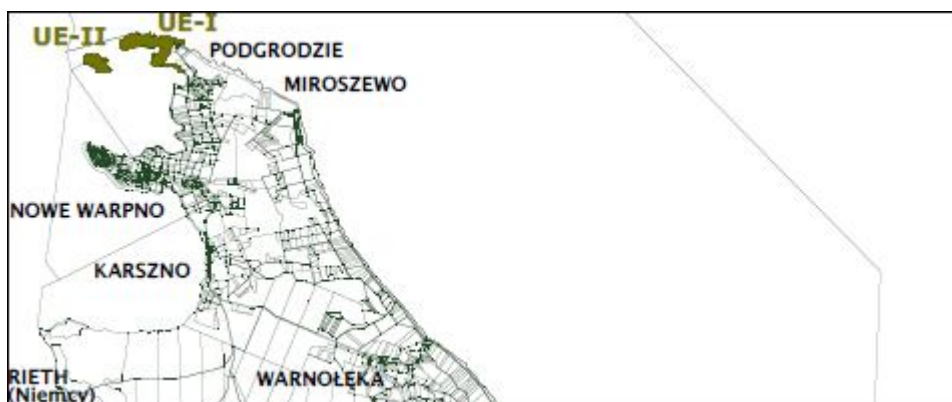 UE-I
UE-II
PODGRODZIE
MIROSZEWO
NOWE WARPNO
KARSZNO
RIETH
(Niemcy)
WARNOŁĘKA